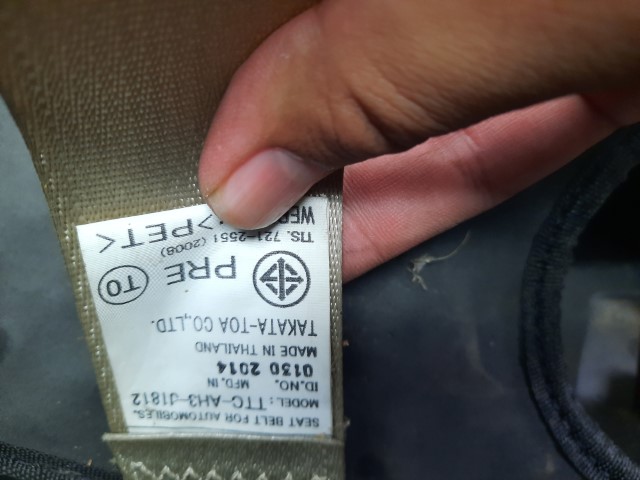 SEAT BELT FOR AUTOMOBILES.
MODEL: TTC-AH3-J1812
ID.NO. MFD. IN
0130 2014
MADE IN THAILAND
TAKATA-TOA CO.,LTD.
PRE TO
TIS. 721-2551 (2008)
>PET<